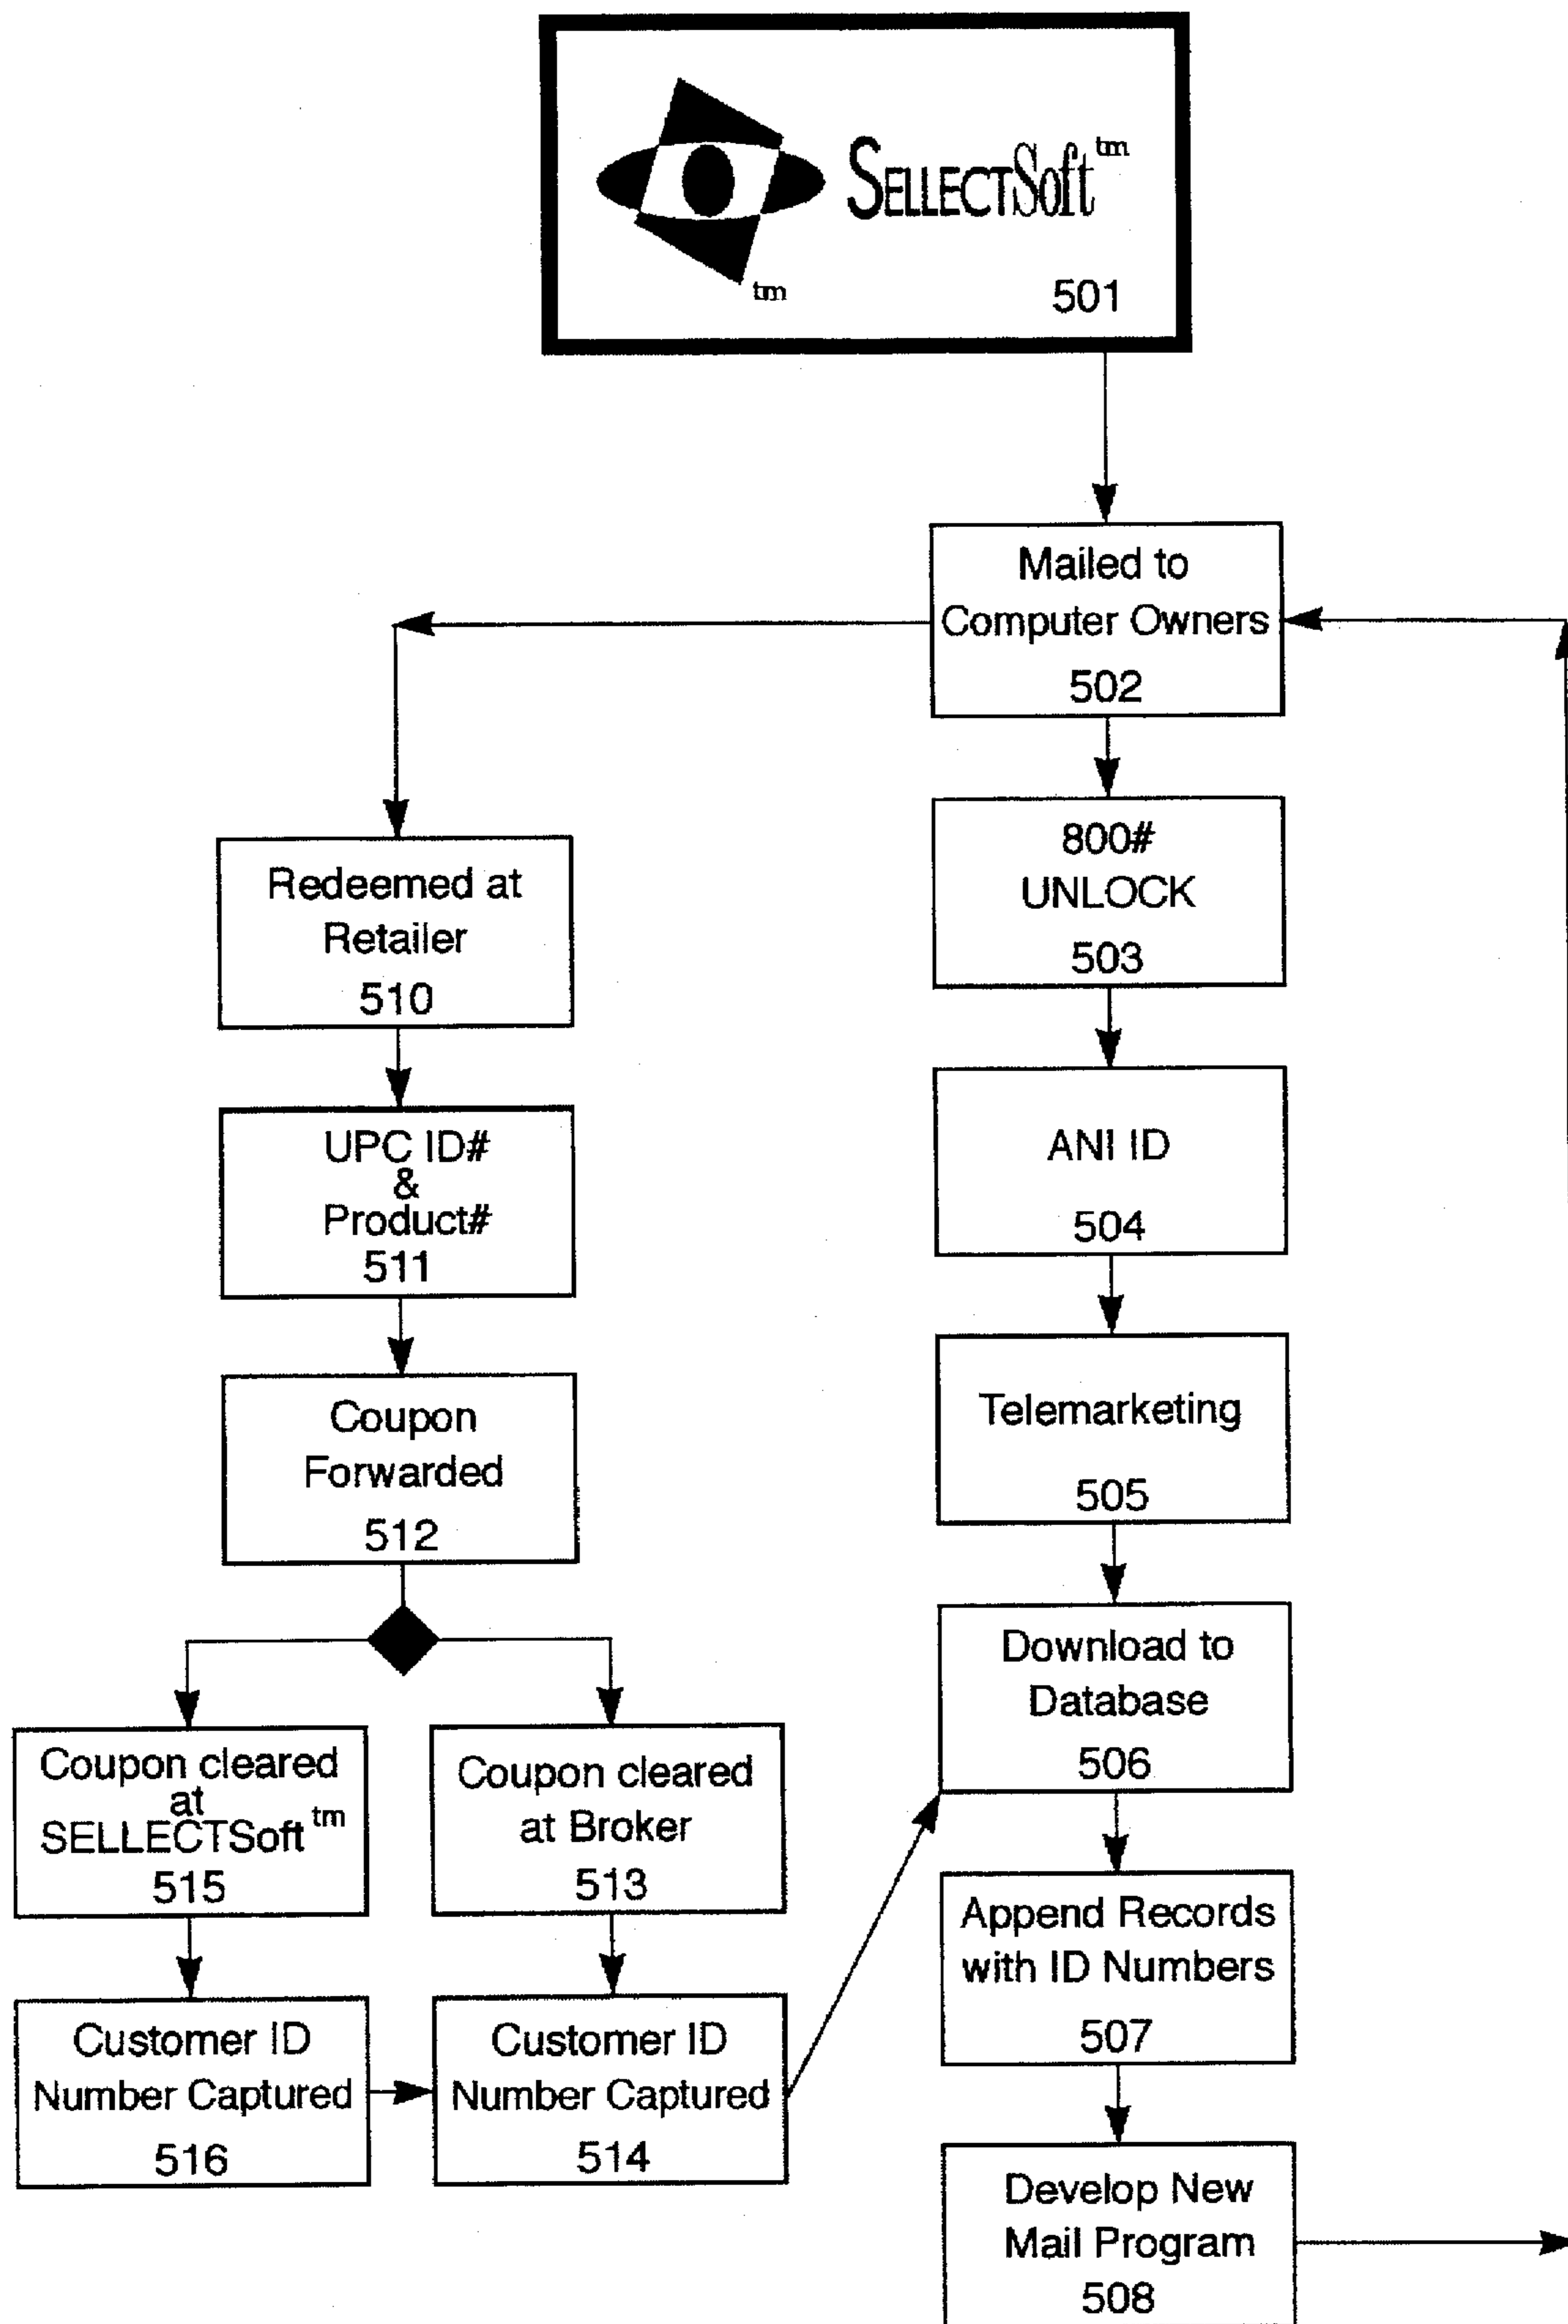 SELLECTSoft tm
tm
501
Mailed to
Computer Owners
502
800#
UNLOCK
503
ANI ID
504
Telemarketing
505
Download to
Database
506
Append Records
with ID Numbers
507
Develop New
Mail Program
508
Redeemed at
Retailer
510
UPC ID#
&
Product#
511
Coupon
Forwarded
512
Coupon cleared
at
SELLECTSoft tm
515
Coupon cleared
at Broker
513
Customer ID
Number Captured
516
Customer ID
Number Captured
514